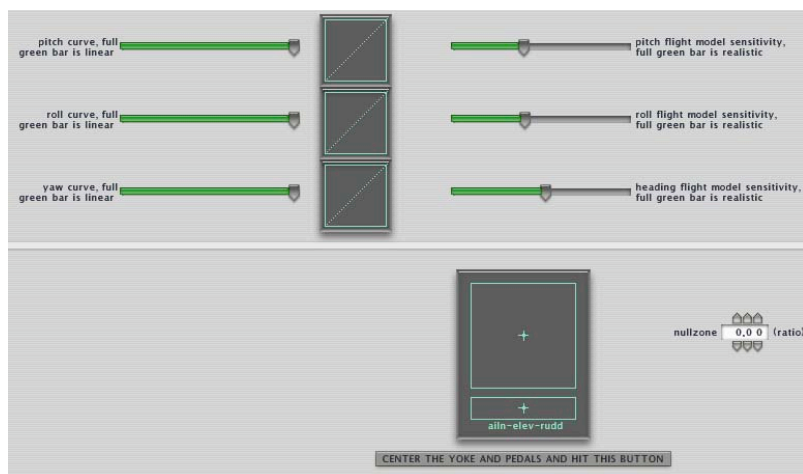 pitch curve, full
green bar is linear
pitch flight model sensitivity,
full green bar is realistic
roll curve, full
green bar is linear
roll flight model sensitivity,
full green bar is realistic
yaw curve, full
green bar is linear
heading flight model sensitivity,
full green bar is realistic
nullzone 0.00 (ratio)
ailn-elev-rudd
CENTER THE YOKE AND PEDALS AND HIT THIS BUTTON